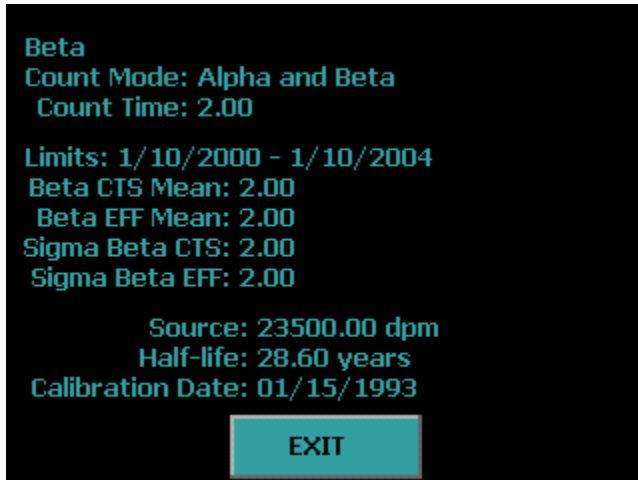 Beta
Count Mode: Alpha and Beta
Count Time: 2.00
Limits: 1/10/2000 - 1/10/2004
Beta CTS Mean: 2.00
Beta EFF Mean: 2.00
Sigma Beta CTS: 2.00
Sigma Beta EFF: 2.00
Source: 23500.00 dpm
Half-life: 28.60 years
Calibration Date: 01/15/1993
EXIT